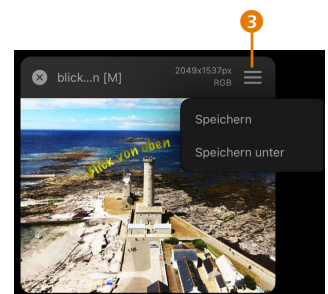 3
blick...n [M]
2049x1537px
RGB
Speichern
Speichern unter
blick von oben